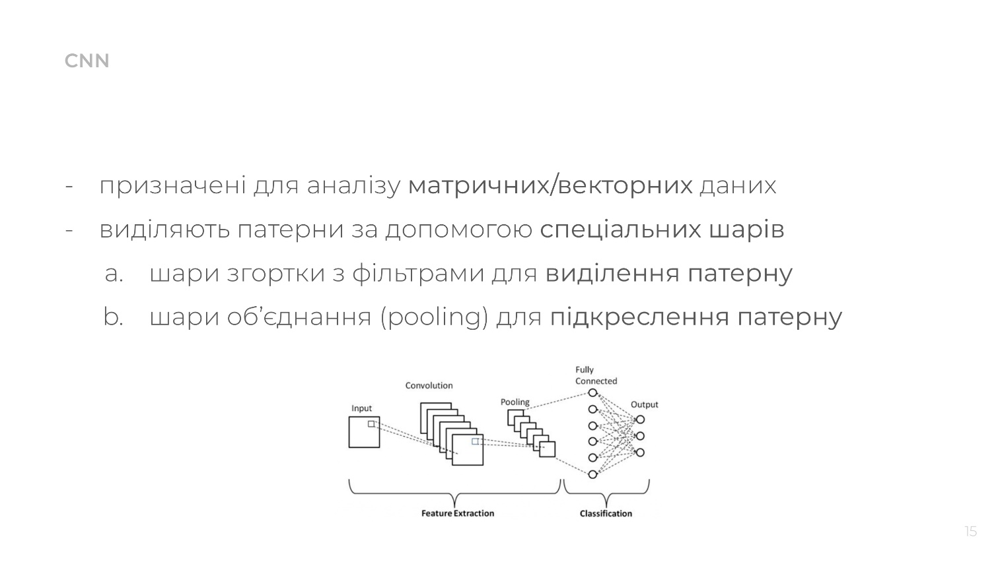 CNN
- призначені для аналізу матричних/векторних даних
- виділяють патерни за допомогою спеціальних шарів
a. шари згортки з фільтрами для виділення патерну
b. шари об’єднання (pooling) для підкреслення патерну
Fully
Connected
Convolution
Pooling
Input
Output
Feature Extraction
Classification
15